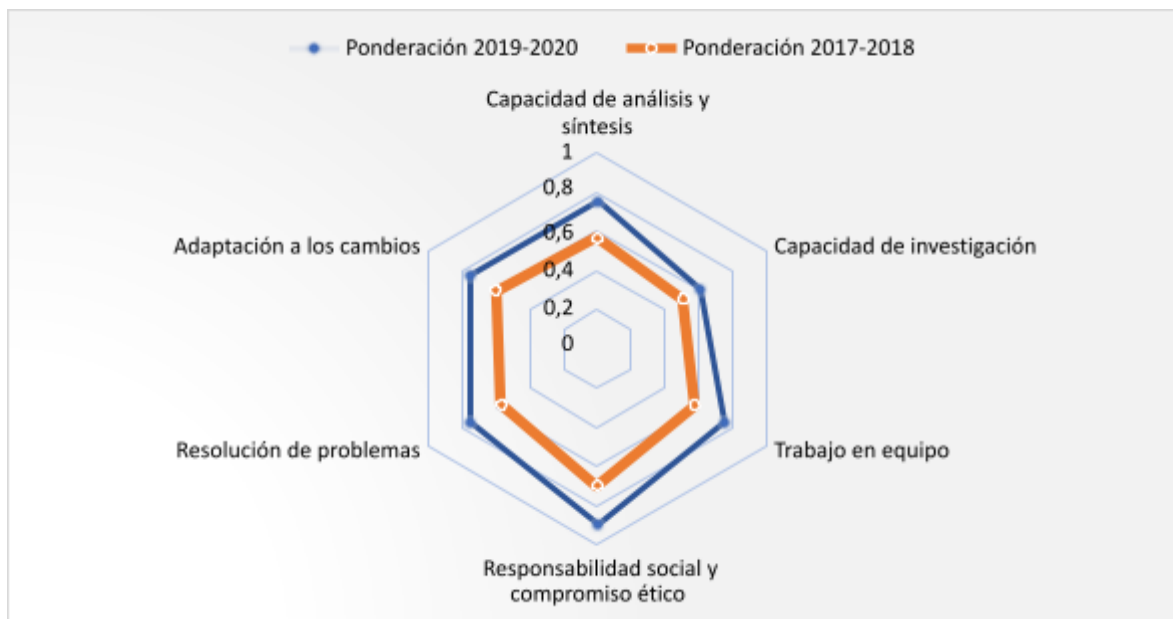 Ponderación 2019-2020 Ponderación 2017-2018
Capacidad de análisis y
síntesis
1
0,8
0,6
0,4
0,2
0
Adaptación a los cambios
Capacidad de investigación
Resolución de problemas
Trabajo en equipo
Responsabilidad social y
compromiso ético